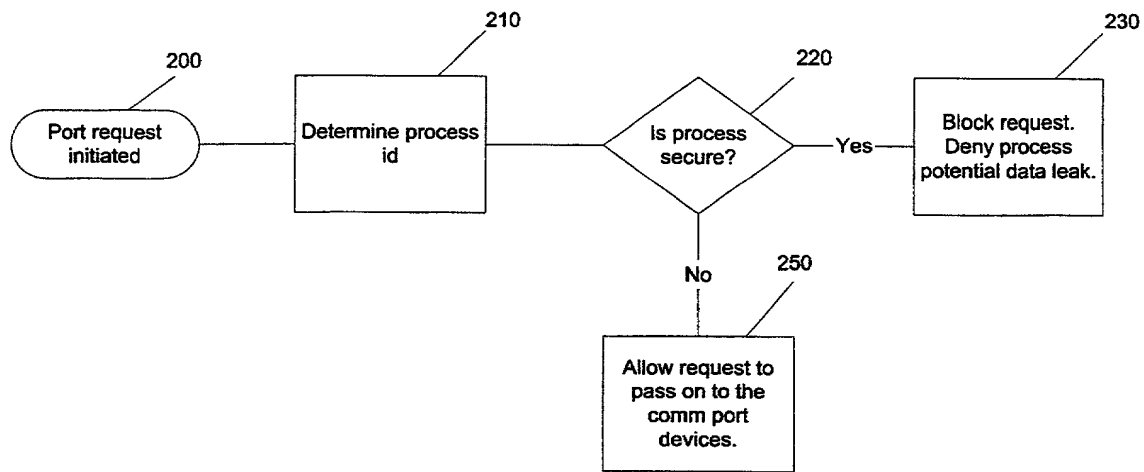 200
Port request
initiated
210
Determine process
id
220
Is process
secure?
Yes
230
Block request.
Deny process
potential data leak.
No
250
Allow request to
pass on to the
comm port
devices.